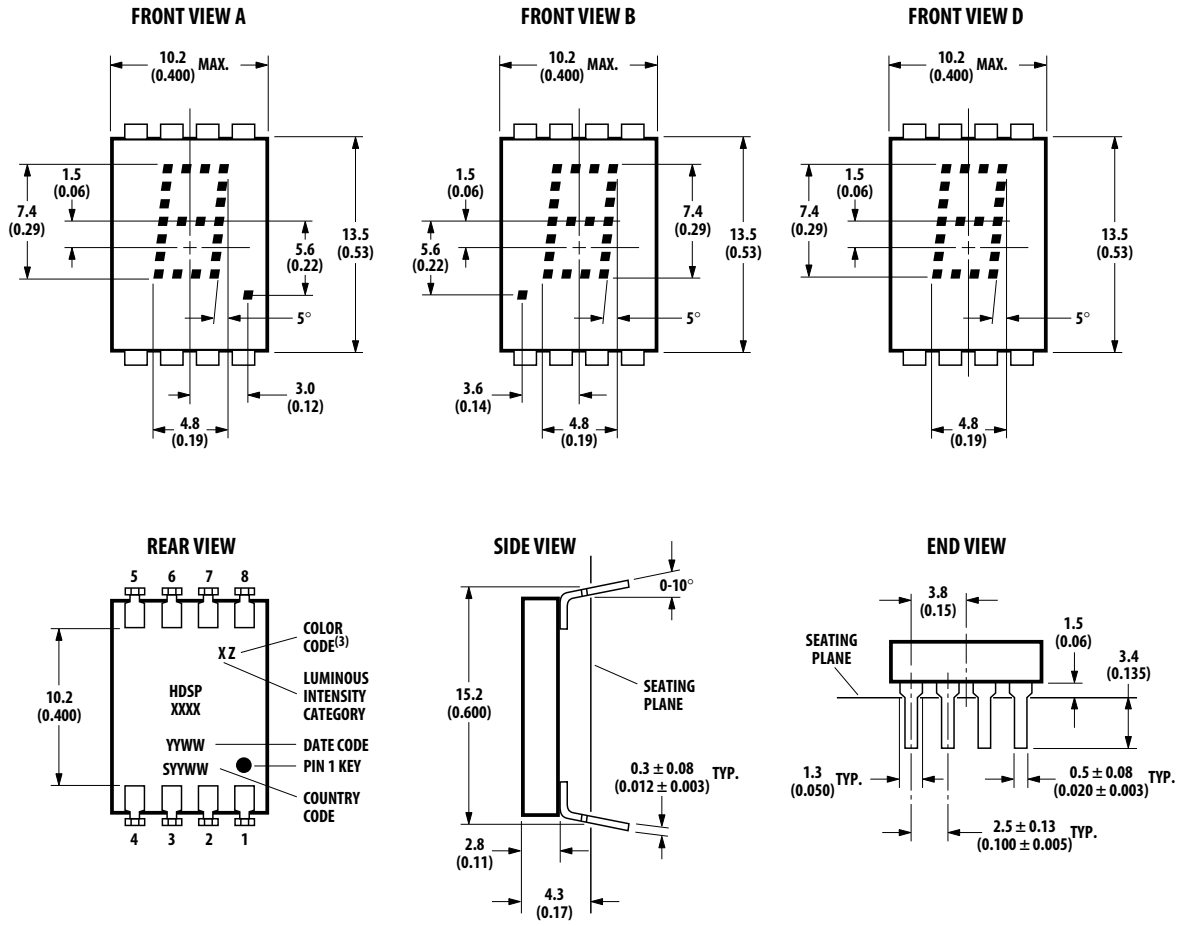 FRONT VIEW A
10.2
(0.400)
MAX.
1.5
(0.06)
7.4
(0.29)
5.6
(0.22)
13.5
(0.53)
5°
3.0
(0.12)
4.8
(0.19)
FRONT VIEW B
10.2
(0.400)
MAX.
1.5
(0.06)
5.6
(0.22)
7.4
(0.29)
13.5
(0.53)
5°
3.6
(0.14)
4.8
(0.19)
FRONT VIEW D
10.2
(0.400)
MAX.
1.5
(0.06)
7.4
(0.29)
13.5
(0.53)
5°
4.8
(0.19)
REAR VIEW
5 6 7 8
10.2
(0.400)
X Z
HDSP
XXXX
YYWW
SYYWW
COLOR
CODE(3)
LUMINOUS
INTENSITY
CATEGORY
DATE CODE
PIN 1 KEY
COUNTRY
CODE
4 3 2 1
SIDE VIEW
0-10°
15.2
(0.600)
SEATING
PLANE
0.3 ± 0.08
(0.012 ± 0.003)
TYP.
2.8
(0.11)
4.3
(0.17)
END VIEW
3.8
(0.15)
SEATING
PLANE
1.5
(0.06)
3.4
(0.135)
1.3
(0.050)
TYP.
0.5 ± 0.08
(0.020 ± 0.003)
TYP.
2.5 ± 0.13
(0.100 ± 0.005)
TYP.